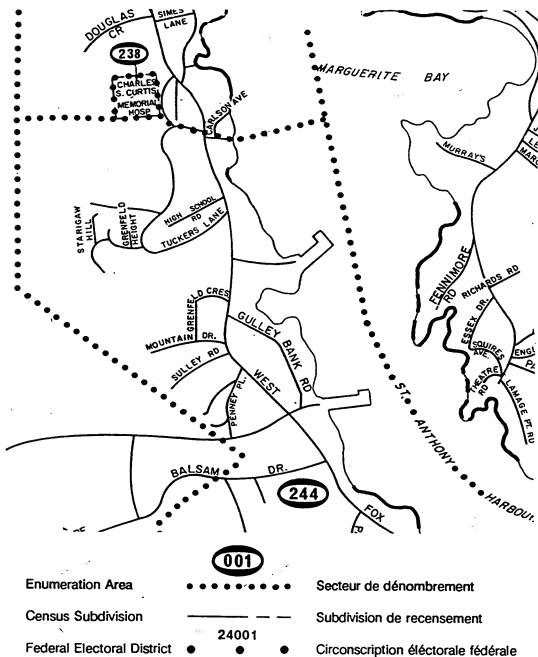 DOUGLAS
CR
SIMES
LANE
238
CHARLES
S. CURTIS
MEMORIAL
HOSP
CARLSON AVE
MARGUERITE BAY
MURRAY'S
STARIGAW
HILL
GRENFELD
HEIGHT
HIGH SCHOOL
RD
TUCKERS LANE
FENNIMORE
RD
RICHARDS RD
ESSEX DR.
SQUIRES
AVE
THEATRE
RD
LAMAGE PT. RD
GRENFELD CRES
MOUNTAIN DR.
SULLEY RD
GULLEY BANK RD
WEST
PENNEY PL.
ST. ANTHONY HARBOUR
BALSAM DR.
244
FOX
001
Enumeration Area
Secteur de dénombrement
Census Subdivision
Subdivision de recensement
24001
Federal Electoral District
Circonscription éléctorale fédérale